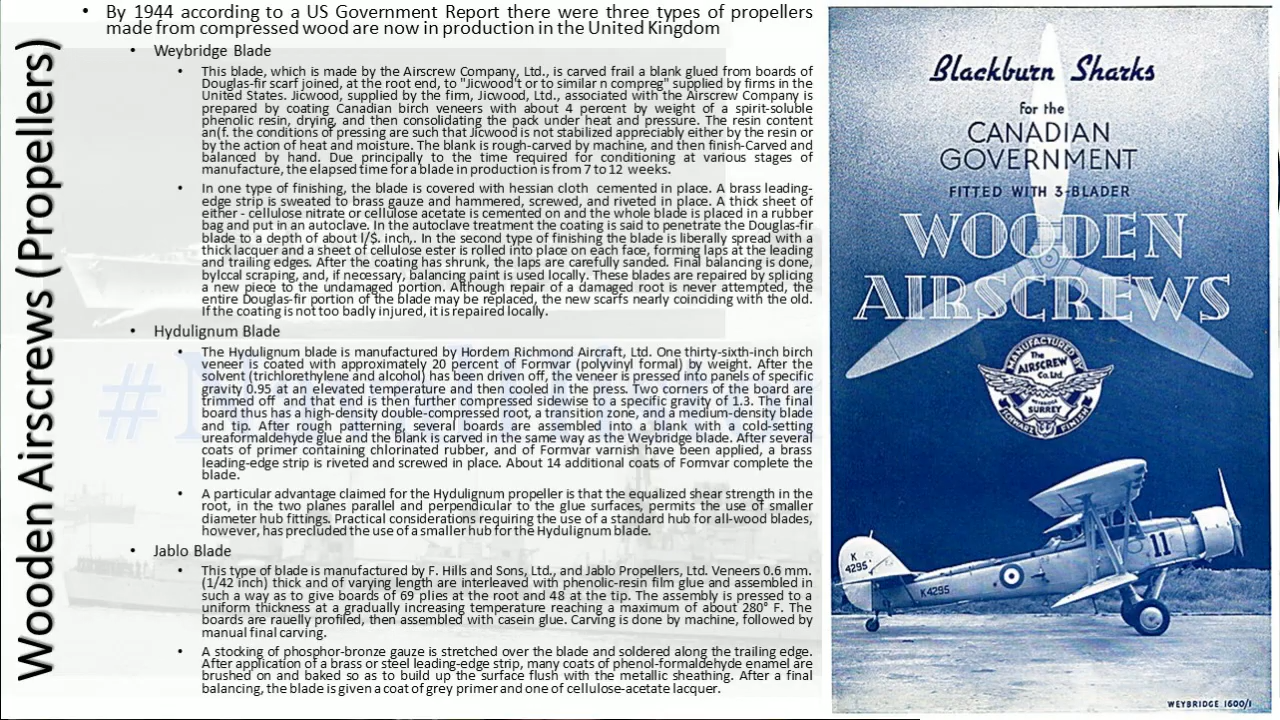 Wooden Airscrews (Propellers)
• By 1944 according to a US Government Report there were three types of propellers
made from compressed wood are now in production in the United Kingdom
• Weybridge Blade
• This blade, which is made by the Airscrew Company, Ltd., is carved frail a blank glued from boards of
Douglas-fir scarf joined, at the root end, to "Jicwood't or to similar n compreg" supplied by firms in the
United States. Jicwood, supplied by the firm, Jicwood, Ltd., associated with the Airscrew Company is
prepared by coating Canadian birch veneers with about 4 percent by weight of a spirit-soluble
phenolic resin, drying, and then consolidating the pack under heat and pressure. The resin content
an(f. the conditions of pressing are such that Jicwood is not stabilized appreciably either by the resin or
by the action of heat and moisture. The blank is rough-carved by machine, and then finish-Carved and
balanced by hand. Due principally to the time required for conditioning at various stages of
manufacture, the elapsed time for a blade in production is from 7 to 12 weeks.
• In one type of finishing, the blade is covered with hessian cloth cemented in place. A brass leading-
edge strip is sweated to brass gauze and hammered, screwed, and riveted in place. A thick sheet of
either - cellulose nitrate or cellulose acetate is cemented on and the whole blade is placed in a rubber
bag and put in an autoclave. In the autoclave treatment the coating is said to penetrate the Douglas-fir
blade to a depth of about l/$. inch,. In the second type of finishing the blade is liberally spread with a
thick lacquer and a sheet of cellulose ester is rolled into place on each face, forming laps at the leading
and trailing edges. After the coating has shrunk, the laps are carefully sanded. Final balancing is done,
bylccal scraping, and, if necessary, balancing paint is used locally. These blades are repaired by splicing
a new piece to the undamaged portion. Although repair of a damaged root is never attempted, the
entire Douglas-fir portion of the blade may be replaced, the new scarfs nearly coinciding with the old.
If the coating is not too badly injured, it is repaired locally.
• Hydulignum Blade
• The Hydulignum blade is manufactured by Hordern Richmond Aircraft, Ltd. One thirty-sixth-inch birch
veneer is coated with approximately 20 percent of Formvar (polyvinyl formal) by weight. After the
solvent (trichlorethylene and alcohol) has been driven off, the veneer is pressed into panels of specific
gravity 0.95 at an elevated temperature and then cooled in the press. Two corners of the board are
trimmed off and that end is then further compressed sidewise to a specific gravity of 1.3. The final
board thus has a high-density double-compressed root, a transition zone, and a medium-density blade
and tip. After rough patterning, several boards are assembled into a blank with a cold-setting
ureaformaldehyde glue and the blank is carved in the same way as the Weybridge blade. After several
coats of primer containing chlorinated rubber, and of Formvar varnish have been applied, a brass
leading-edge strip is riveted and screwed in place. About 14 additional coats of Formvar complete the
blade.
• A particular advantage claimed for the Hydulignum propeller is that the equalized shear strength in the
root, in the two planes parallel and perpendicular to the glue surfaces, permits the use of smaller
diameter hub fittings. Practical considerations requiring the use of a standard hub for all-wood blades,
however, has precluded the use of a smaller hub for the Hydulignum blade.
• Jablo Blade
• This type of blade is manufactured by F. Hills and Sons, Ltd., and Jablo Propellers, Ltd. Veneers 0.6 mm.
(1/42 inch) thick and of varying length are interleaved with phenolic-resin film glue and assembled in
such a way as to give boards of 69 plies at the root and 48 at the tip. The assembly is pressed to a
uniform thickness at a gradually increasing temperature reaching a maximum of about 280° F. The
boards are rauelly profiled, then assembled with casein glue. Carving is done by machine, followed by
manual final carving.
• A stocking of phosphor-bronze gauze is stretched over the blade and soldered along the trailing edge.
After application of a brass or steel leading-edge strip, many coats of phenol-formaldehyde enamel are
brushed on and baked so as to build up the surface flush with the metallic sheathing. After a final
balancing, the blade is given a coat of grey primer and one of cellulose-acetate lacquer.
Blackburn Sharks
for the
CANADIAN
GOVERNMENT
FITTED WITH 3-BLADER
WOODEN
AIRSCREWS
MANUFACTURED BY
The
AIRSCREW
Co. Ltd.
WEYBRIDGE
SURREY
FINISH
K
4295
K4295
11
WEYBRIDGE 1600/1